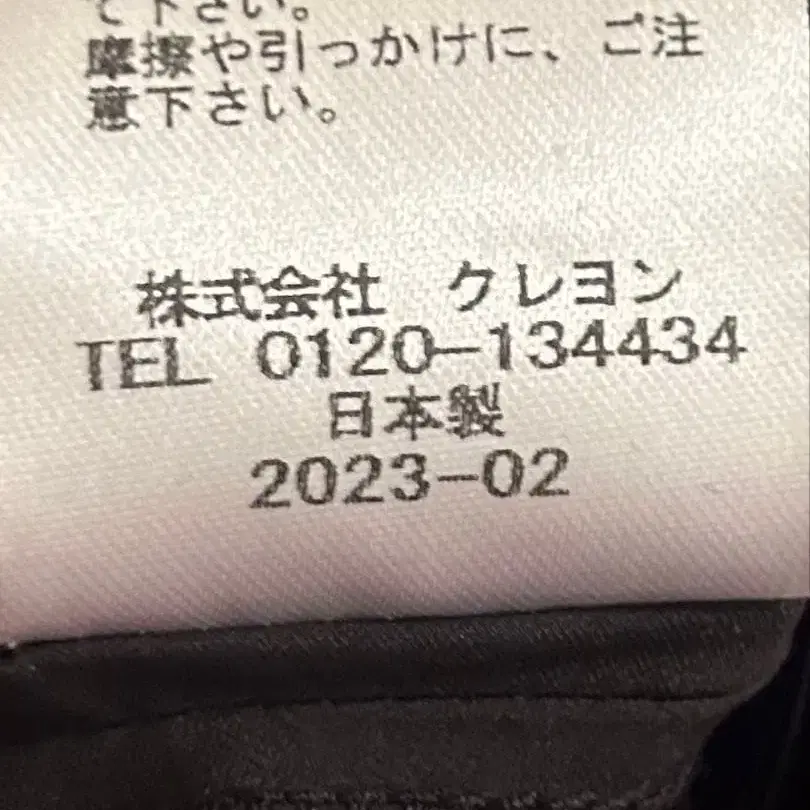 て下さい。
摩擦や引っかけに、ご注
意下さい。
株式会社 クレヨン
TEL 0120-134434
日本製
2023-02